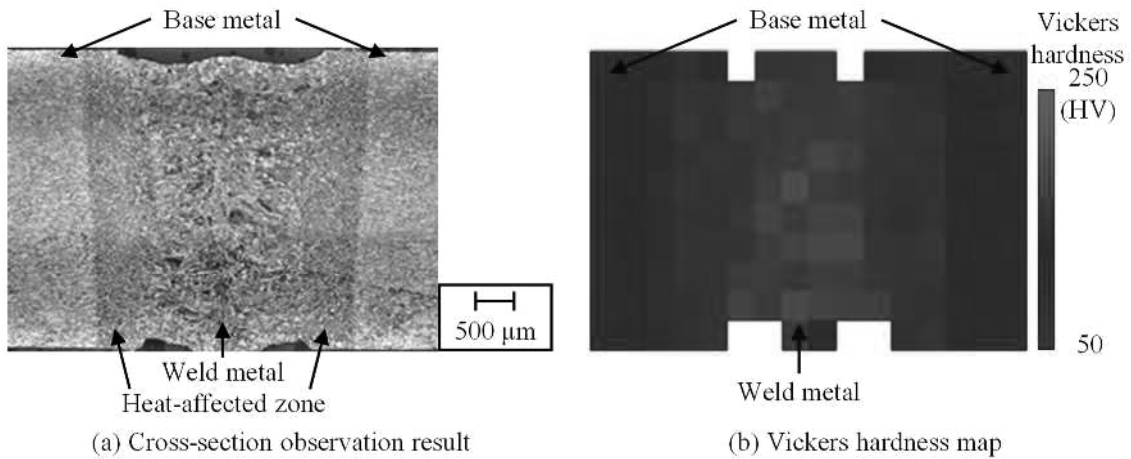 Base metal
500 µm
Weld metal
Heat-affected zone
(a) Cross-section observation result
Base metal
Vickers
hardness
250
(HV)
50
Weld metal
(b) Vickers hardness map